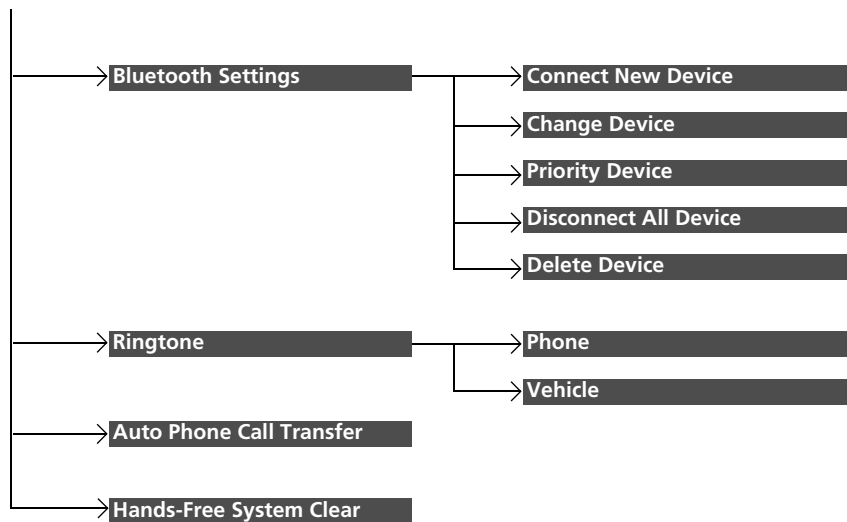 Bluetooth Settings
Connect New Device
Change Device
Priority Device
Disconnect All Device
Delete Device
Ringtone
Phone
Vehicle
Auto Phone Call Transfer
Hands-Free System Clear